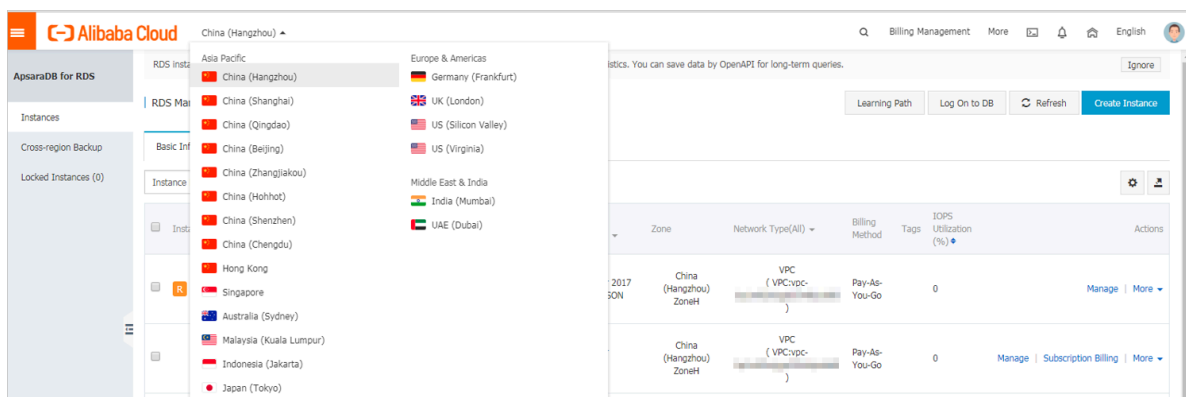 Alibaba Cloud
China (Hangzhou)
Billing Management
More
English
ApsaraDB for RDS
Instances
Cross-region Backup
Locked Instances (0)
RDS insta
istics. You can save data by OpenAPI for long-term queries.
Ignore
RDS Mar
Learning Path
Log On to DB
Refresh
Create Instance
Basic Inf
Instance
Asia Pacific
China (Hangzhou)
China (Shanghai)
China (Qingdao)
China (Beijing)
China (Zhangjiakou)
China (Hohhot)
China (Shenzhen)
China (Chengdu)
Hong Kong
Singapore
Australia (Sydney)
Malaysia (Kuala Lumpur)
Indonesia (Jakarta)
Japan (Tokyo)
Europe & Americas
Germany (Frankfurt)
UK (London)
US (Silicon Valley)
US (Virginia)
Middle East & India
India (Mumbai)
UAE (Dubai)
Insta
Zone
Network Type(All)
Billing
Method
Tags
IOPS
Utilization
(%)
Actions
R
2017
SON
China
(Hangzhou)
ZoneH
VPC
( VPC:vpc-
)
Pay-As-
You-Go
0
Manage | More
China
(Hangzhou)
ZoneH
VPC
( VPC:vpc-
)
Pay-As-
You-Go
0
Manage | Subscription Billing | More